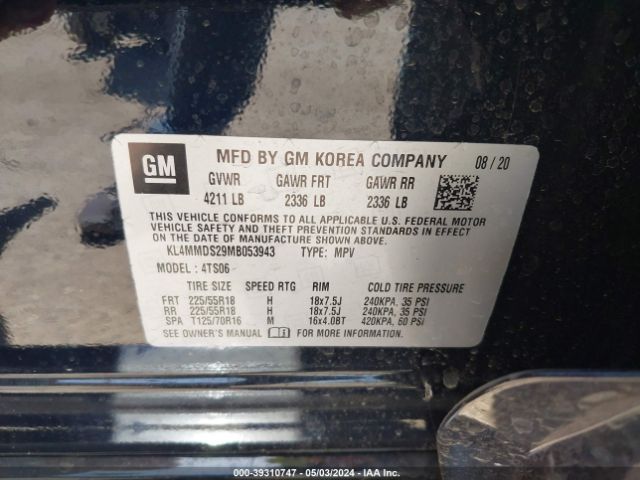 GM MFD BY GM KOREA COMPANY 08 / 20
GVWR GAWR FRT GAWR RR
4211 LB 2336 LB 2336 LB
THIS VEHICLE CONFORMS TO ALL APPLICABLE U.S. FEDERAL MOTOR
VEHICLE SAFETY AND THEFT PREVENTION STANDARDS IN EFFECT
ON THE DATE OF MANUFACTURE SHOWN ABOVE.
KL4MMDS29MB053943 TYPE: MPV
MODEL : 4TS06
TIRE SIZE SPEED RTG RIM COLD TIRE PRESSURE
FRT 225/55R18 H 18x7.5J 240KPA, 35 PSI
RR 225/55R18 H 18x7.5J 240KPA, 35 PSI
SPA T125/70R16 M 16x4.0BT 420KPA, 60 PSI
SEE OWNER'S MANUAL FOR MORE INFORMATION.
000-39310747 - 05/03/2024 - IAA Inc.